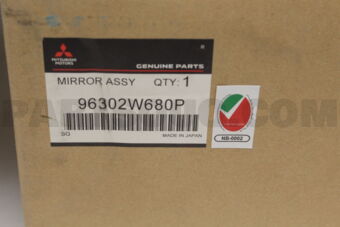 MITSUBISHI
MOTORS
GENUINE PARTS
MIRROR ASSY QTY: 1
96302W680P
SO MADE IN JAPAN
NB-0002